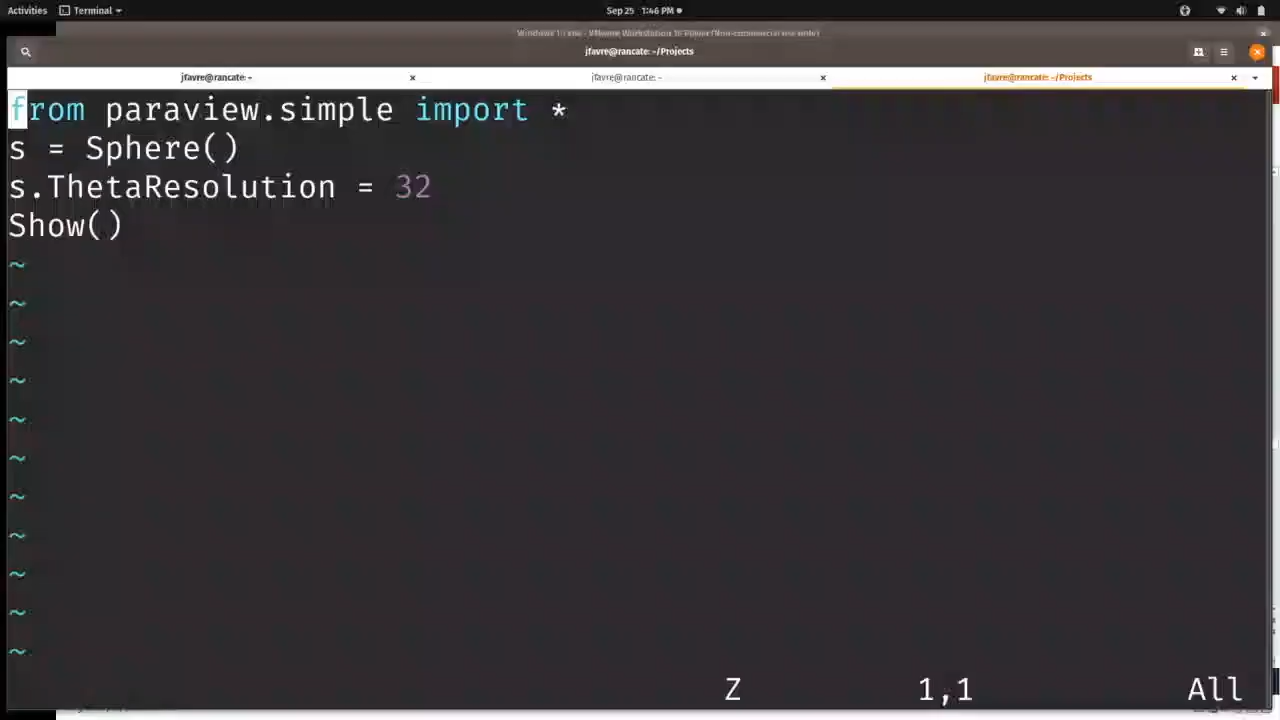 Activities Terminal Sep 25 1:46 PM
jfavre@rancate: ~/Projects
jfavre@rancate: ~ jfavre@rancate: ~ jfavre@rancate: ~/Projects
from paraview.simple import *
s = Sphere()
s.ThetaResolution = 32
Show()
~
~
~
~
~
~
~
~
~
~
~
Z 1,1 All